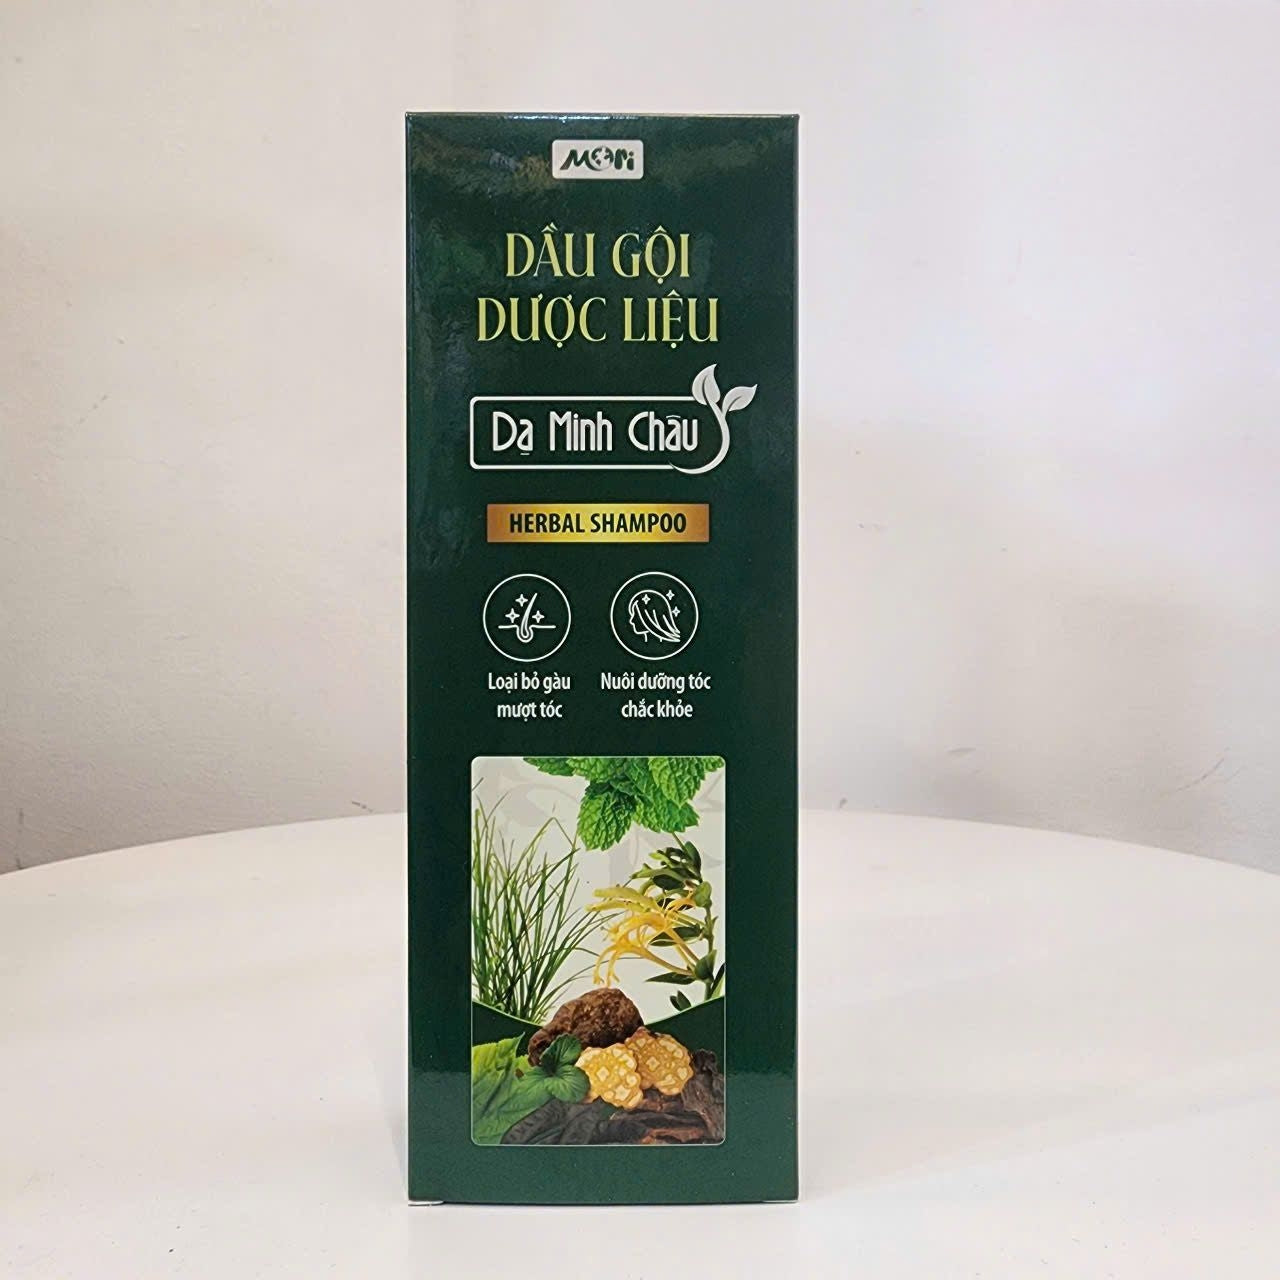 MORI
DẦU GỘI
DƯỢC LIỆU
Dạ Minh Châu
HERBAL SHAMPOO
Loại bỏ gàu
mượt tóc
Nuôi dưỡng tóc
chắc khỏe